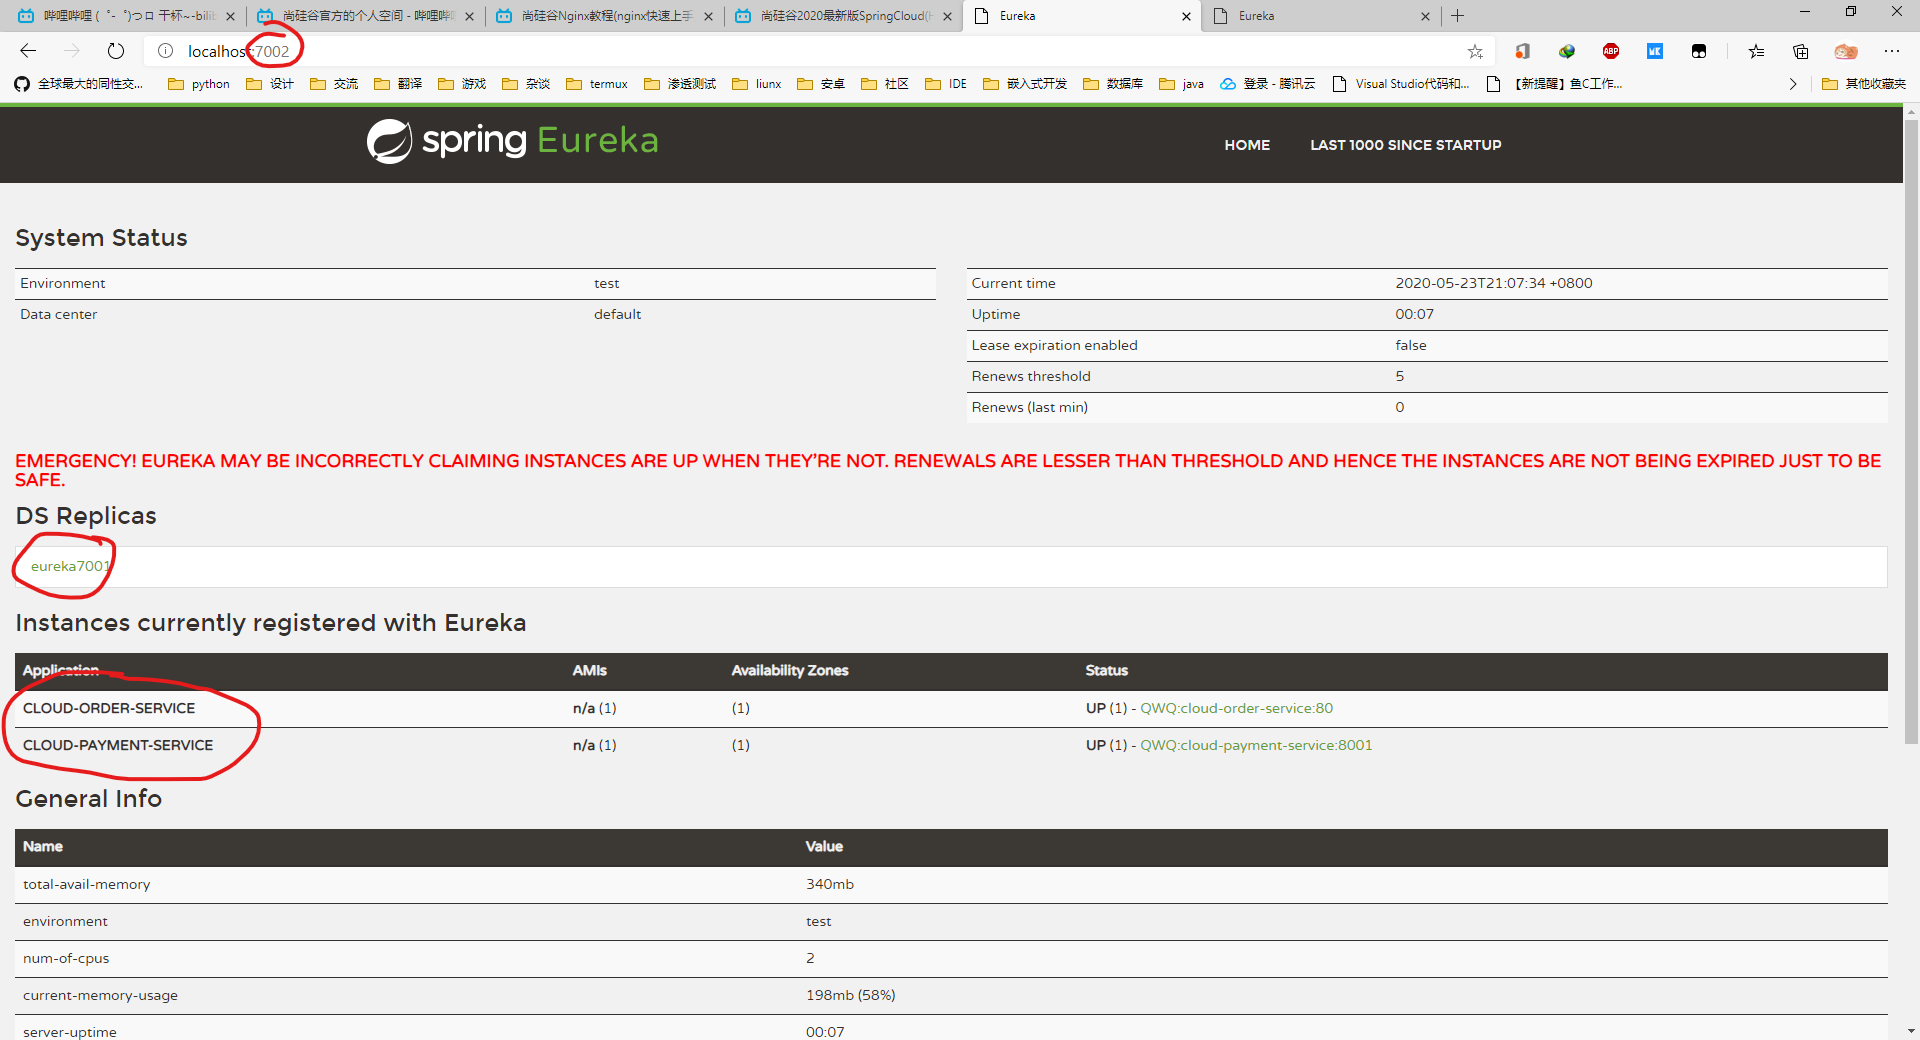 哔哩哔哩 (゜-゜)つロ 干杯~-bilib
尚硅谷官方的个人空间 - 哔哩哔哩
尚硅谷Nginx教程(nginx快速上手
尚硅谷2020最新版SpringCloud(H
Eureka
Eureka
localhost:7002
全球最大的同性交...
python
设计
交流
翻译
游戏
杂谈
termux
渗透测试
liunx
安卓
社区
IDE
嵌入式开发
数据库
java
登录 - 腾讯云
Visual Studio代码和...
【新提醒】鱼C工作...
其他收藏夹
spring Eureka
HOME
LAST 1000 SINCE STARTUP
System Status
Environment test
Data center default
Current time 2020-05-23T21:07:34 +0800
Uptime 00:07
Lease expiration enabled false
Renews threshold 5
Renews (last min) 0
EMERGENCY! EUREKA MAY BE INCORRECTLY CLAIMING INSTANCES ARE UP WHEN THEY'RE NOT. RENEWALS ARE LESSER THAN THRESHOLD AND HENCE THE INSTANCES ARE NOT BEING EXPIRED JUST TO BE
SAFE.
DS Replicas
eureka7001
Instances currently registered with Eureka
Application AMIs Availability Zones Status
CLOUD-ORDER-SERVICE n/a (1) (1) UP (1) - QWQ:cloud-order-service:80
CLOUD-PAYMENT-SERVICE n/a (1) (1) UP (1) - QWQ:cloud-payment-service:8001
General Info
Name Value
total-avail-memory 340mb
environment test
num-of-cpus 2
current-memory-usage 198mb (58%)
server-uptime 00:07